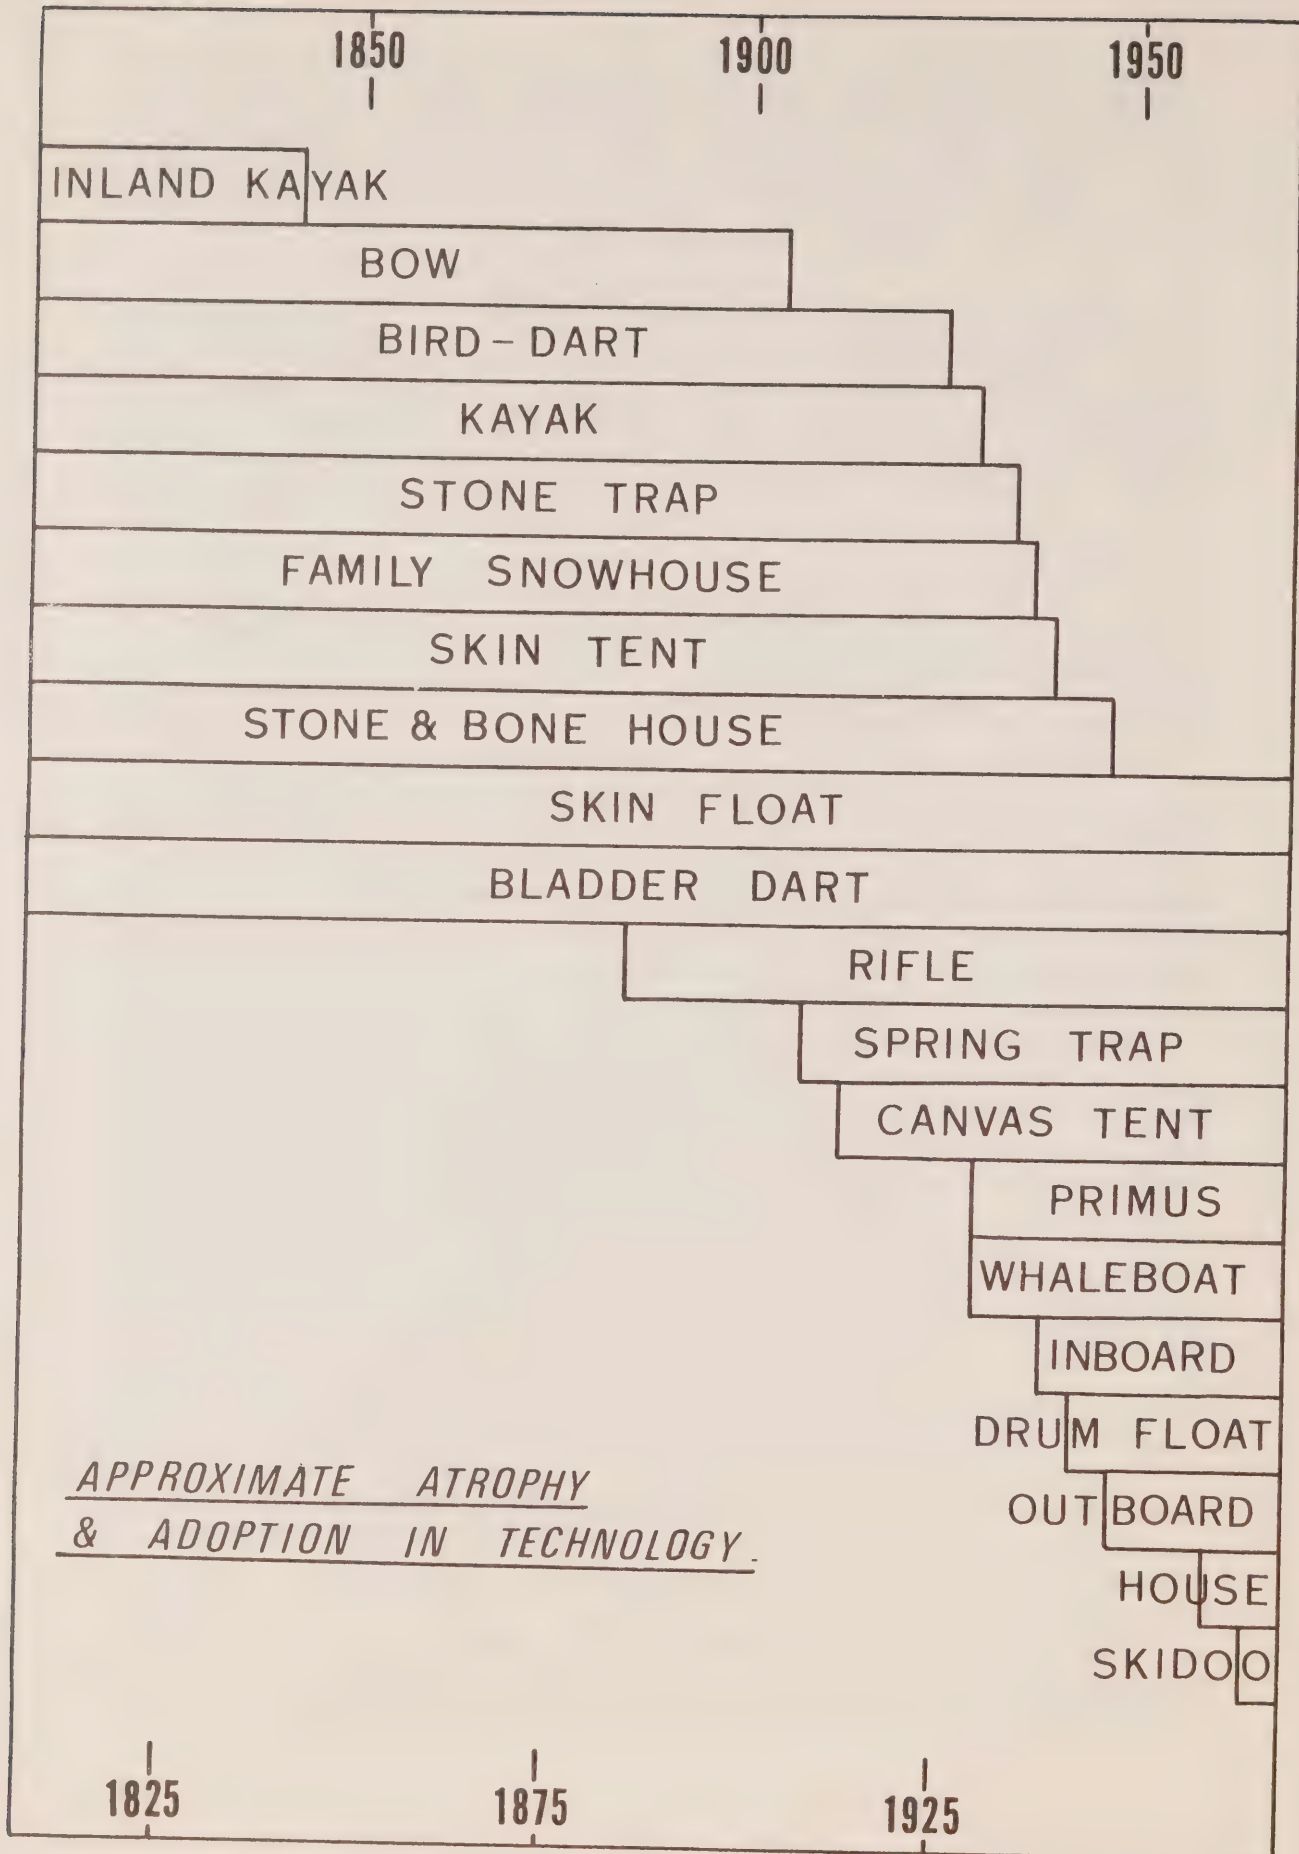 1850 1900 1950
INLAND KAYAK
BOW
BIRD-DART
KAYAK
STONE TRAP
FAMILY SNOWHOUSE
SKIN TENT
STONE & BONE HOUSE
SKIN FLOAT
BLADDER DART
RIFLE
SPRING TRAP
CANVAS TENT
PRIMUS
WHALEBOAT
INBOARD
DRUM FLOAT
OUTBOARD
HOUSE
SKIDOO
APPROXIMATE ATROPHY
& ADOPTION IN TECHNOLOGY.
1825 1875 1925